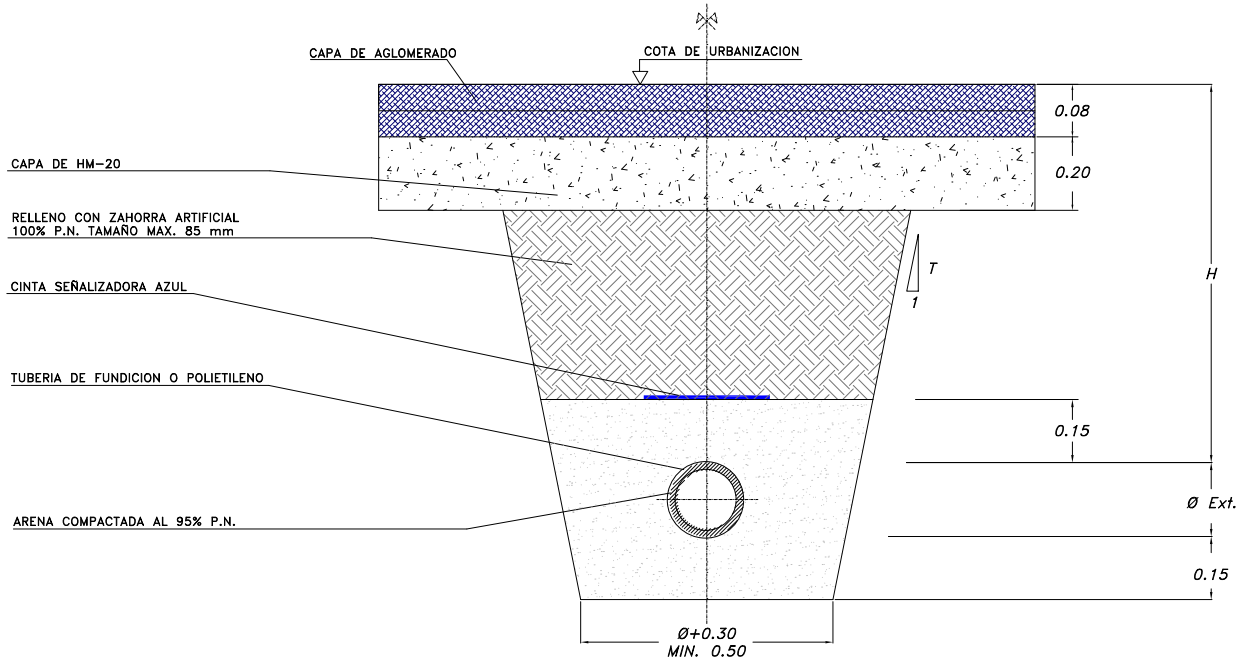 CAPA DE AGLOMERADO
COTA DE URBANIZACION
0.08
CAPA DE HM-20
0.20
RELLENO CON ZAHORRA ARTIFICIAL
100% P.N. TAMAÑO MAX. 85 mm
T
1
H
CINTA SEÑALIZADORA AZUL
TUBERIA DE FUNDICION O POLIETILENO
0.15
Ø Ext.
ARENA COMPACTADA AL 95% P.N.
0.15
Ø+0.30
MIN. 0.50